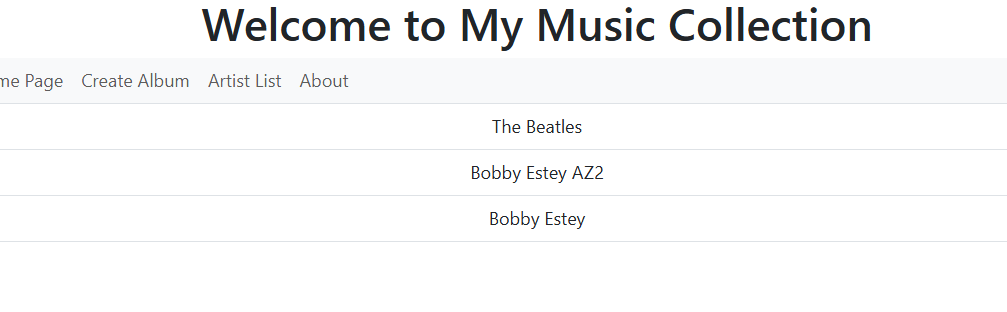 Welcome to My Music Collection
me Page Create Album Artist List About
The Beatles
Bobby Estey AZ2
Bobby Estey